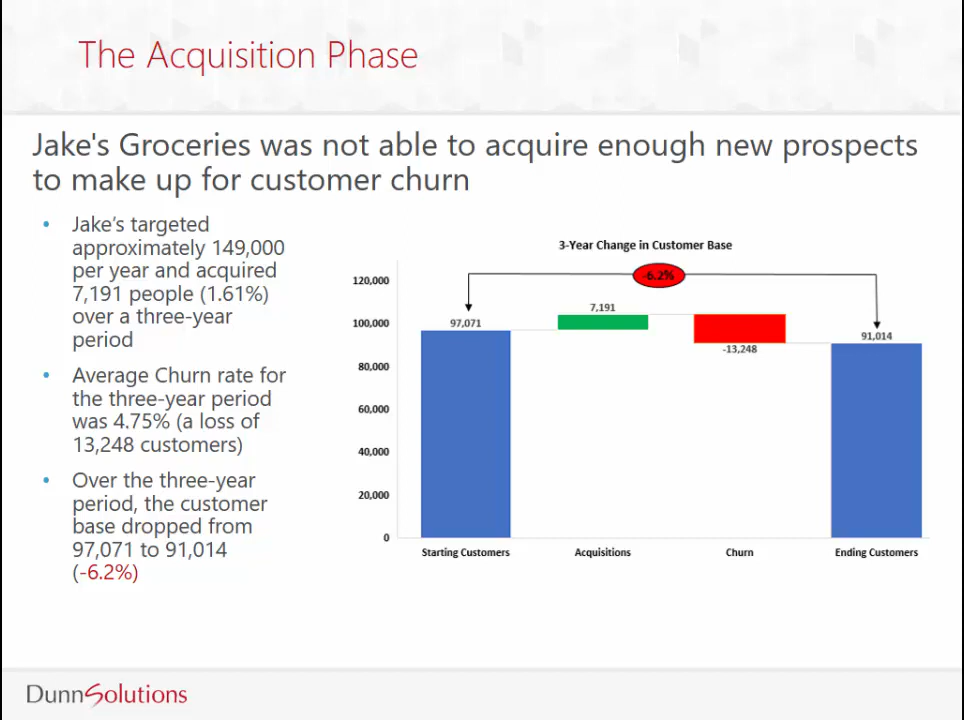 The Acquisition Phase
Jake's Groceries was not able to acquire enough new prospects
to make up for customer churn
• Jake's targeted
approximately 149,000
per year and acquired
7,191 people (1.61%)
over a three-year
period
• Average Churn rate for
the three-year period
was 4.75% (a loss of
13,248 customers)
• Over the three-year
period, the customer
base dropped from
97,071 to 91,014
(-6.2%)
3-Year Change in Customer Base
-6.2%
120,000
100,000
80,000
60,000
40,000
20,000
0
97,071
7,191
-13,248
91,014
Starting Customers
Acquisitions
Churn
Ending Customers
DunnSolutions